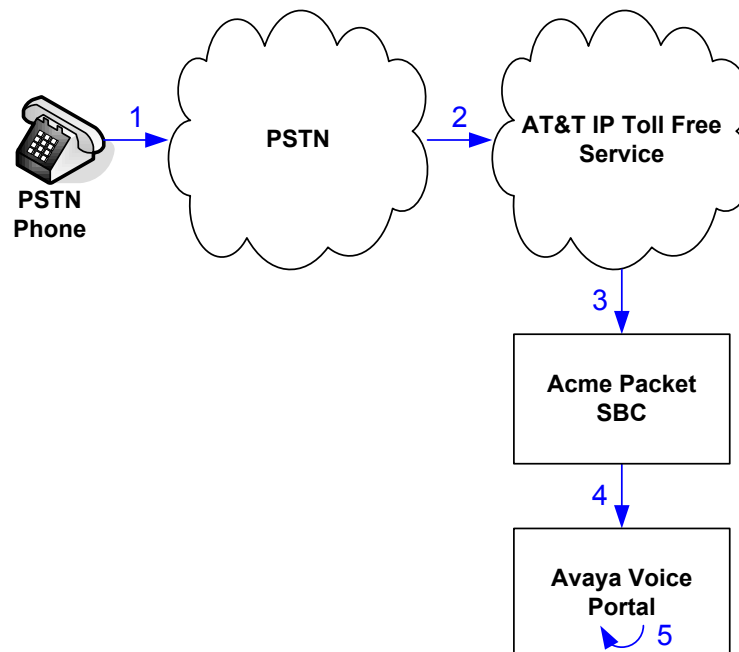 1
PSTN
2
AT&T IP Toll Free
Service
PSTN
Phone
3
Acme Packet
SBC
4
Avaya Voice
Portal
5